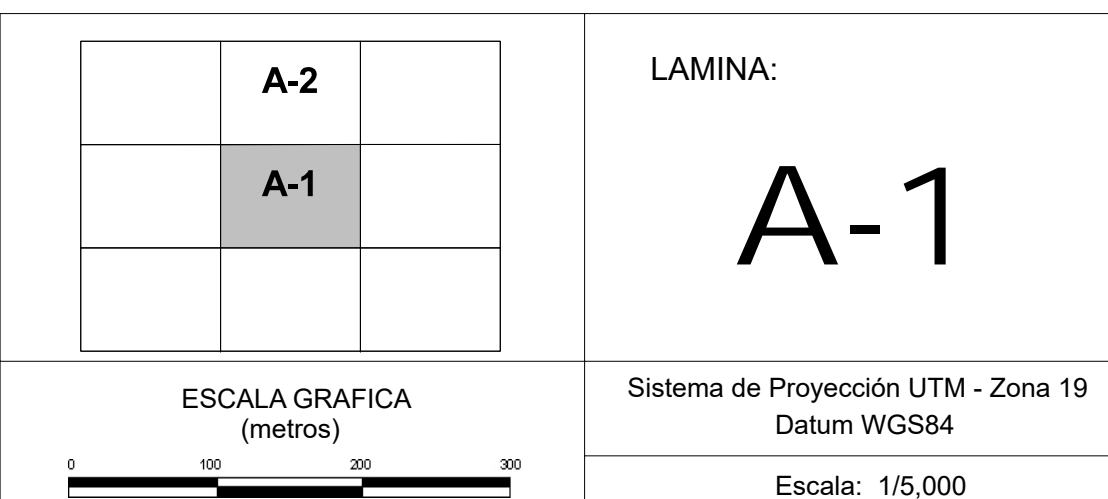 A-2
A-1
LAMINA:
A-1
ESCALA GRAFICA
(metros)
0 100 200 300
Sistema de Proyección UTM - Zona 19
Datum WGS84
Escala: 1/5,000